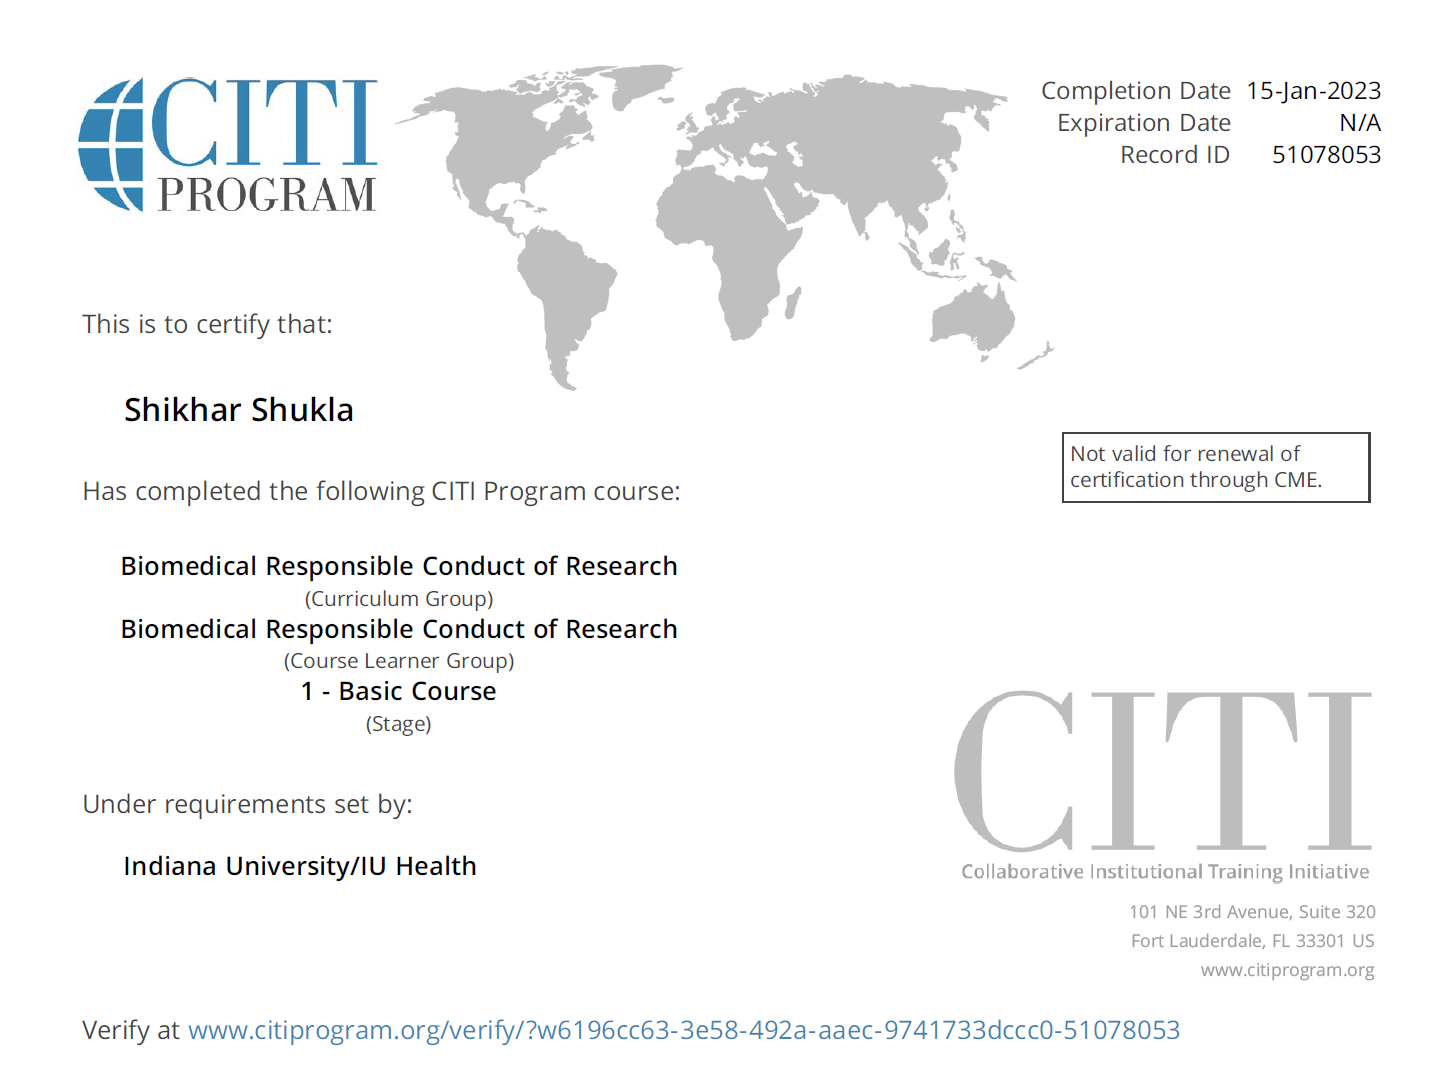 CITI
PROGRAM
Completion Date 15-Jan-2023
Expiration Date N/A
Record ID 51078053
This is to certify that:
Shikhar Shukla
Not valid for renewal of
certification through CME.
Has completed the following CITI Program course:
Biomedical Responsible Conduct of Research
(Curriculum Group)
Biomedical Responsible Conduct of Research
(Course Learner Group)
1 - Basic Course
(Stage)
Under requirements set by:
Indiana University/IU Health
CITI
Collaborative Institutional Training Initiative
101 NE 3rd Avenue, Suite 320
Fort Lauderdale, FL 33301 US
www.citiprogram.org
Verify at www.citiprogram.org/verify/?w6196cc63-3e58-492a-aaec-9741733dccc0-51078053